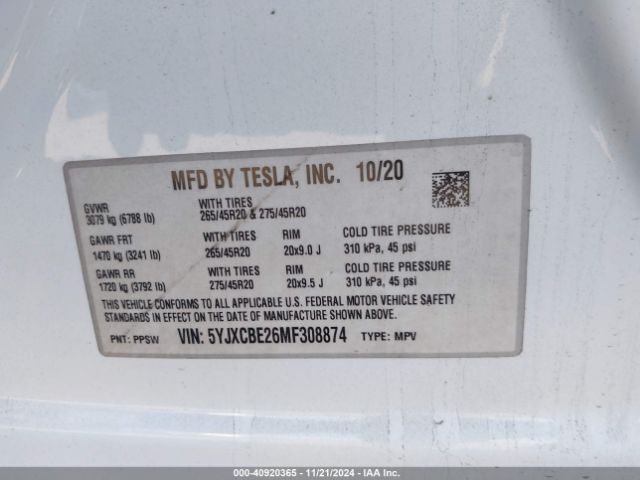 MFD BY TESLA, INC. 10/20
GVWR WITH TIRES
3079 kg (6788 lb) 265/45R20 & 275/45R20
GAWR FRT WITH TIRES RIM COLD TIRE PRESSURE
1470 kg (3241 lb) 265/45R20 20x9.0 J 310 kPa, 45 psi
GAWR RR WITH TIRES RIM COLD TIRE PRESSURE
1720 kg (3792 lb) 275/45R20 20x9.5 J 310 kPa, 45 psi
THIS VEHICLE CONFORMS TO ALL APPLICABLE U.S. FEDERAL MOTOR VEHICLE SAFETY
STANDARDS IN EFFECT ON THE DATE OF MANUFACTURE SHOWN ABOVE.
PNT: PPSW VIN: 5YJXCBE26MF308874 TYPE: MPV
000-40920365 - 11/21/2024 - IAA Inc.